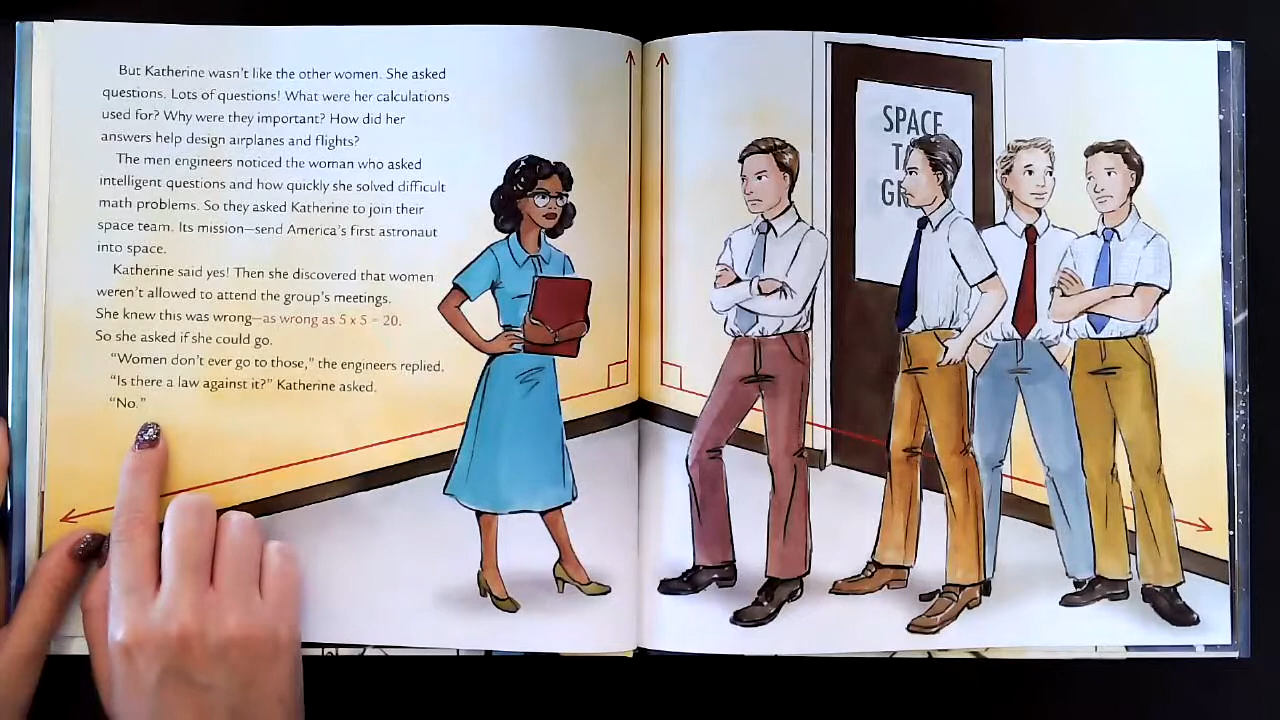 But Katherine wasn't like the other women. She asked
questions. Lots of questions! What were her calculations
used for? Why were they important? How did her
answers help design airplanes and flights?
The men engineers noticed the woman who asked
intelligent questions and how quickly she solved difficult
math problems. So they asked Katherine to join their
space team. Its mission—send America's first astronaut
into space.
Katherine said yes! Then she discovered that women
weren't allowed to attend the group's meetings.
She knew this was wrong—as wrong as 5 x 5 = 20.
So she asked if she could go.
"Women don't ever go to those," the engineers replied.
"Is there a law against it?" Katherine asked.
"No."
SPACE